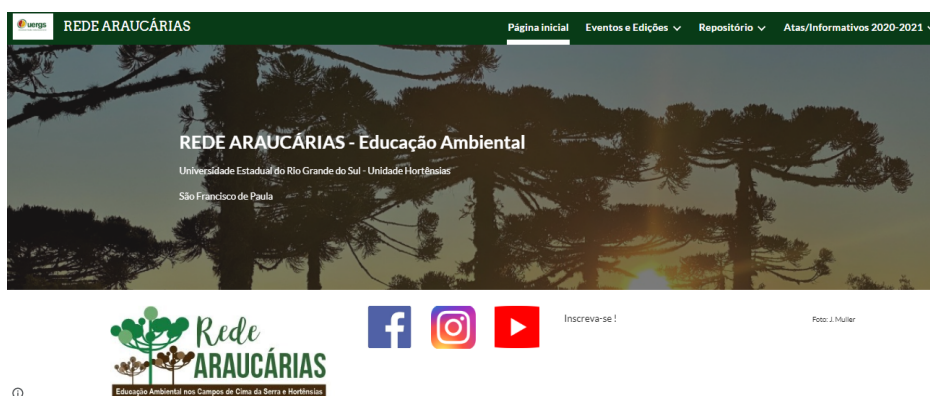 uergs
REDE ARAUCÁRIAS
Página inicial
Eventos e Edições
Repositório
Atas/Informativos 2020-2021
REDE ARAUCÁRIAS - Educação Ambiental
Universidade Estadual do Rio Grande do Sul - Unidade Hortênsias
São Francisco de Paula
Inscreva-se !
Foto: J. Muller
Rede
ARAUCÁRIAS
Educação Ambiental nos Campos de Cima da Serra e Hortênsias